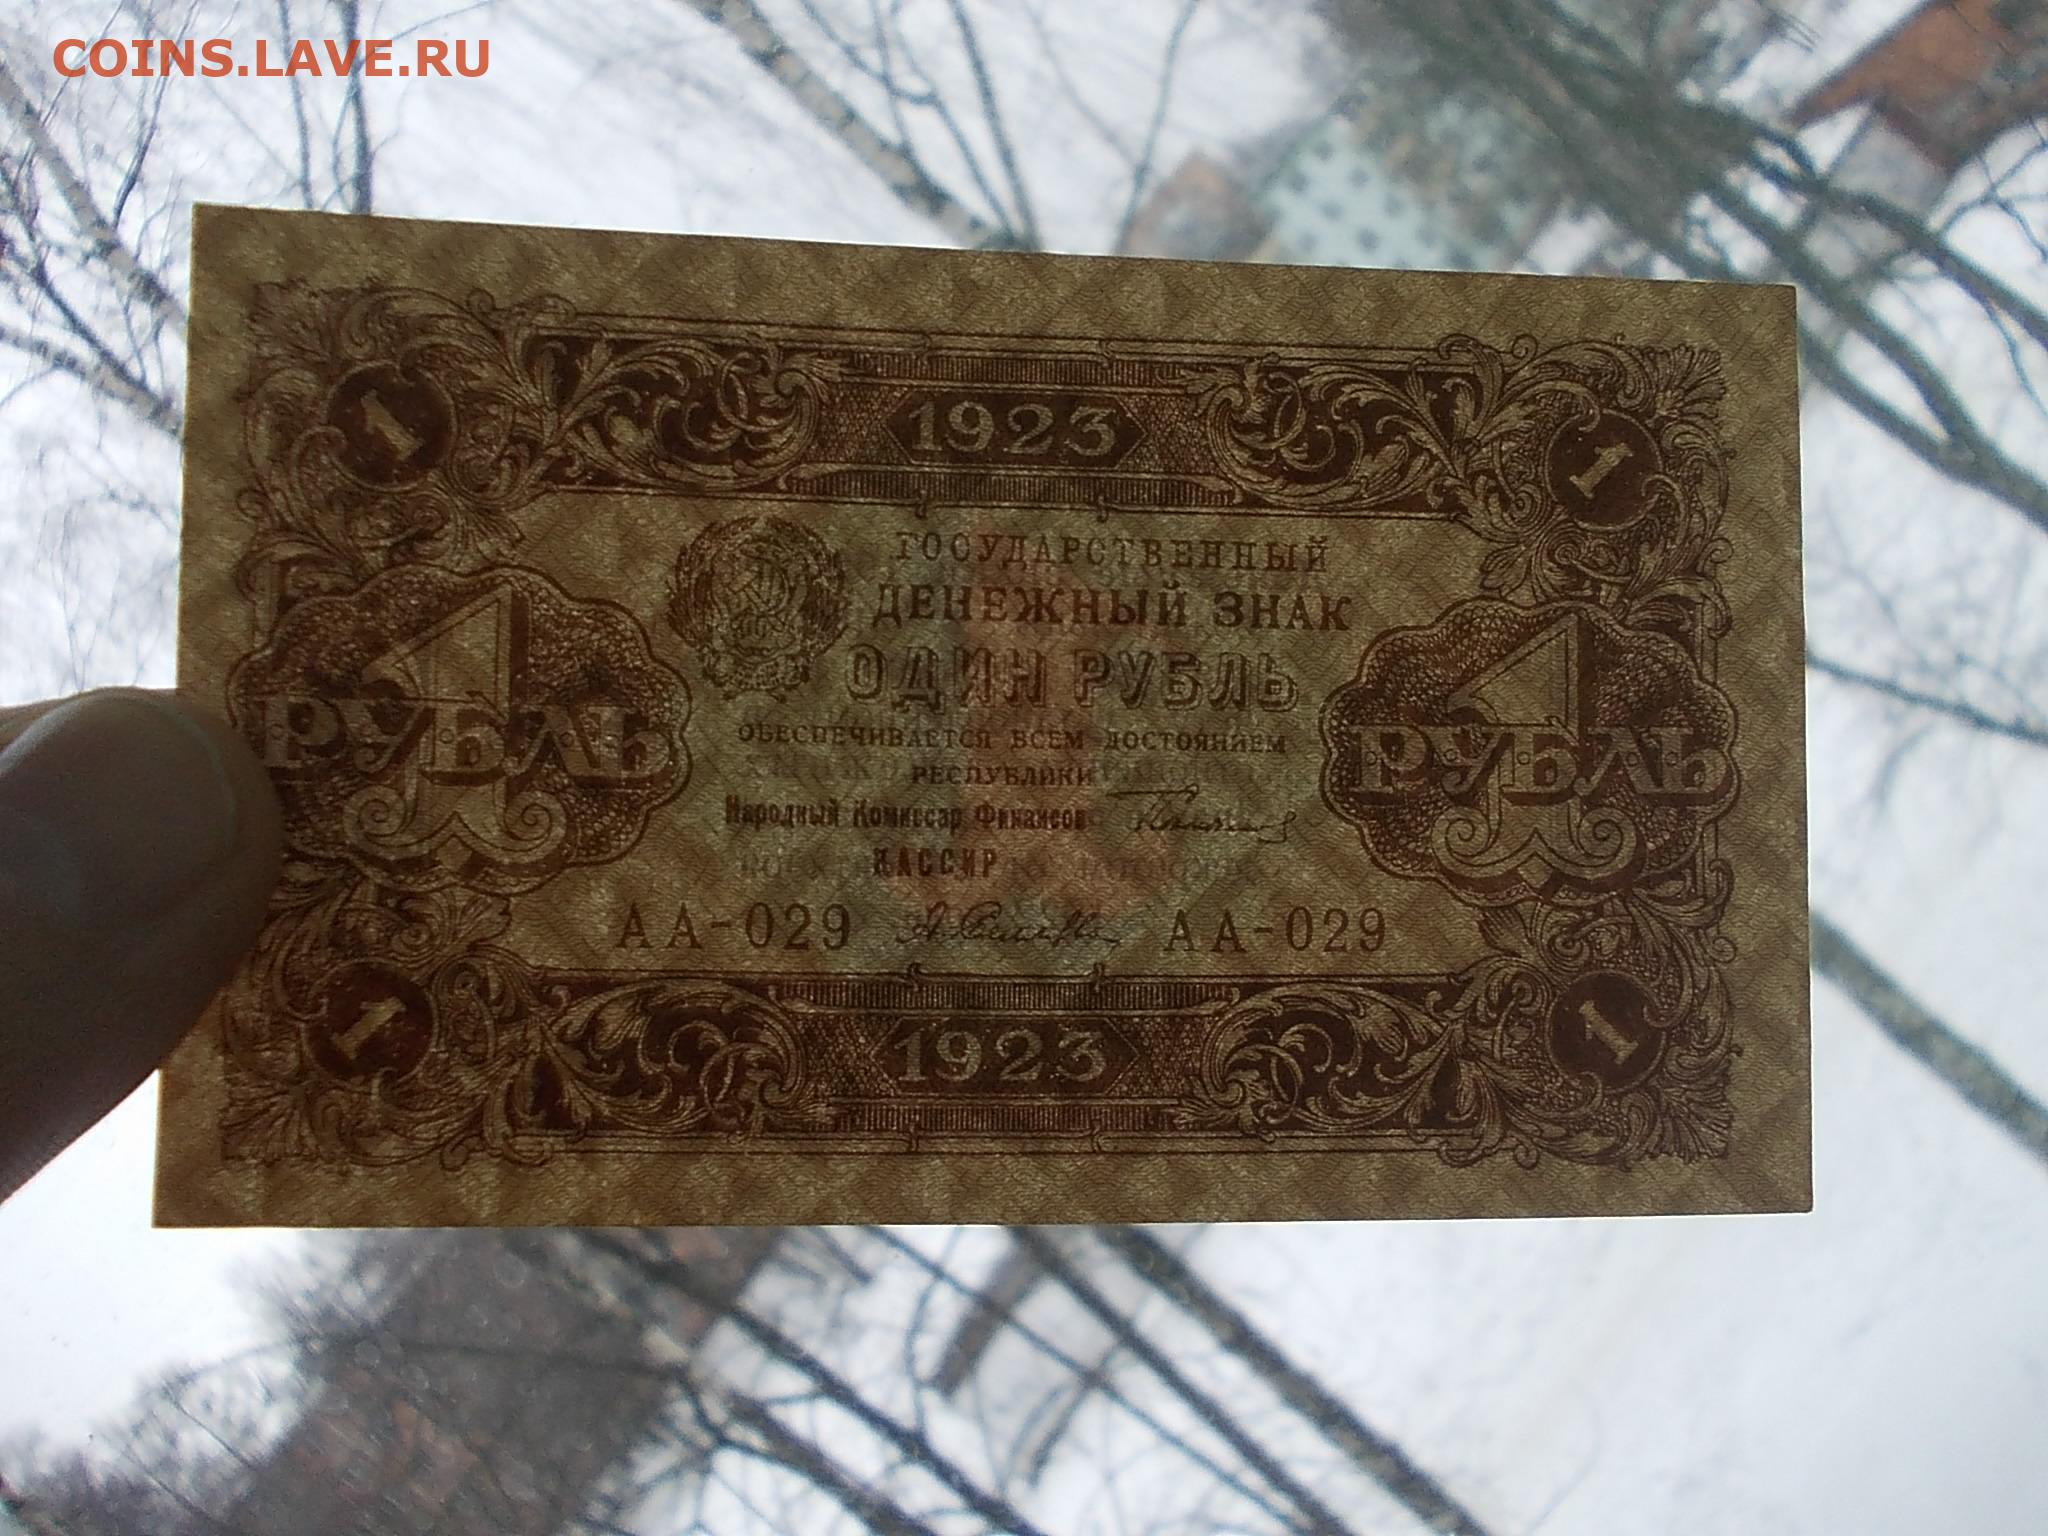 COINS.LAVE.RU
1 1923 1
ГОСУДАРСТВЕННЫЙ
ДЕНЕЖНЫЙ ЗНАК
ОДИН РУБЛЬ
1 РУБЛЬ
1 РУБЛЬ
ОБЕСПЕЧИВАЕТСЯ ВСЕМ ДОСТОЯНИЕМ
РЕСПУБЛИКИ
Народный Комиссар Финансов
КАССИР
АА-029 АА-029
1 1923 1